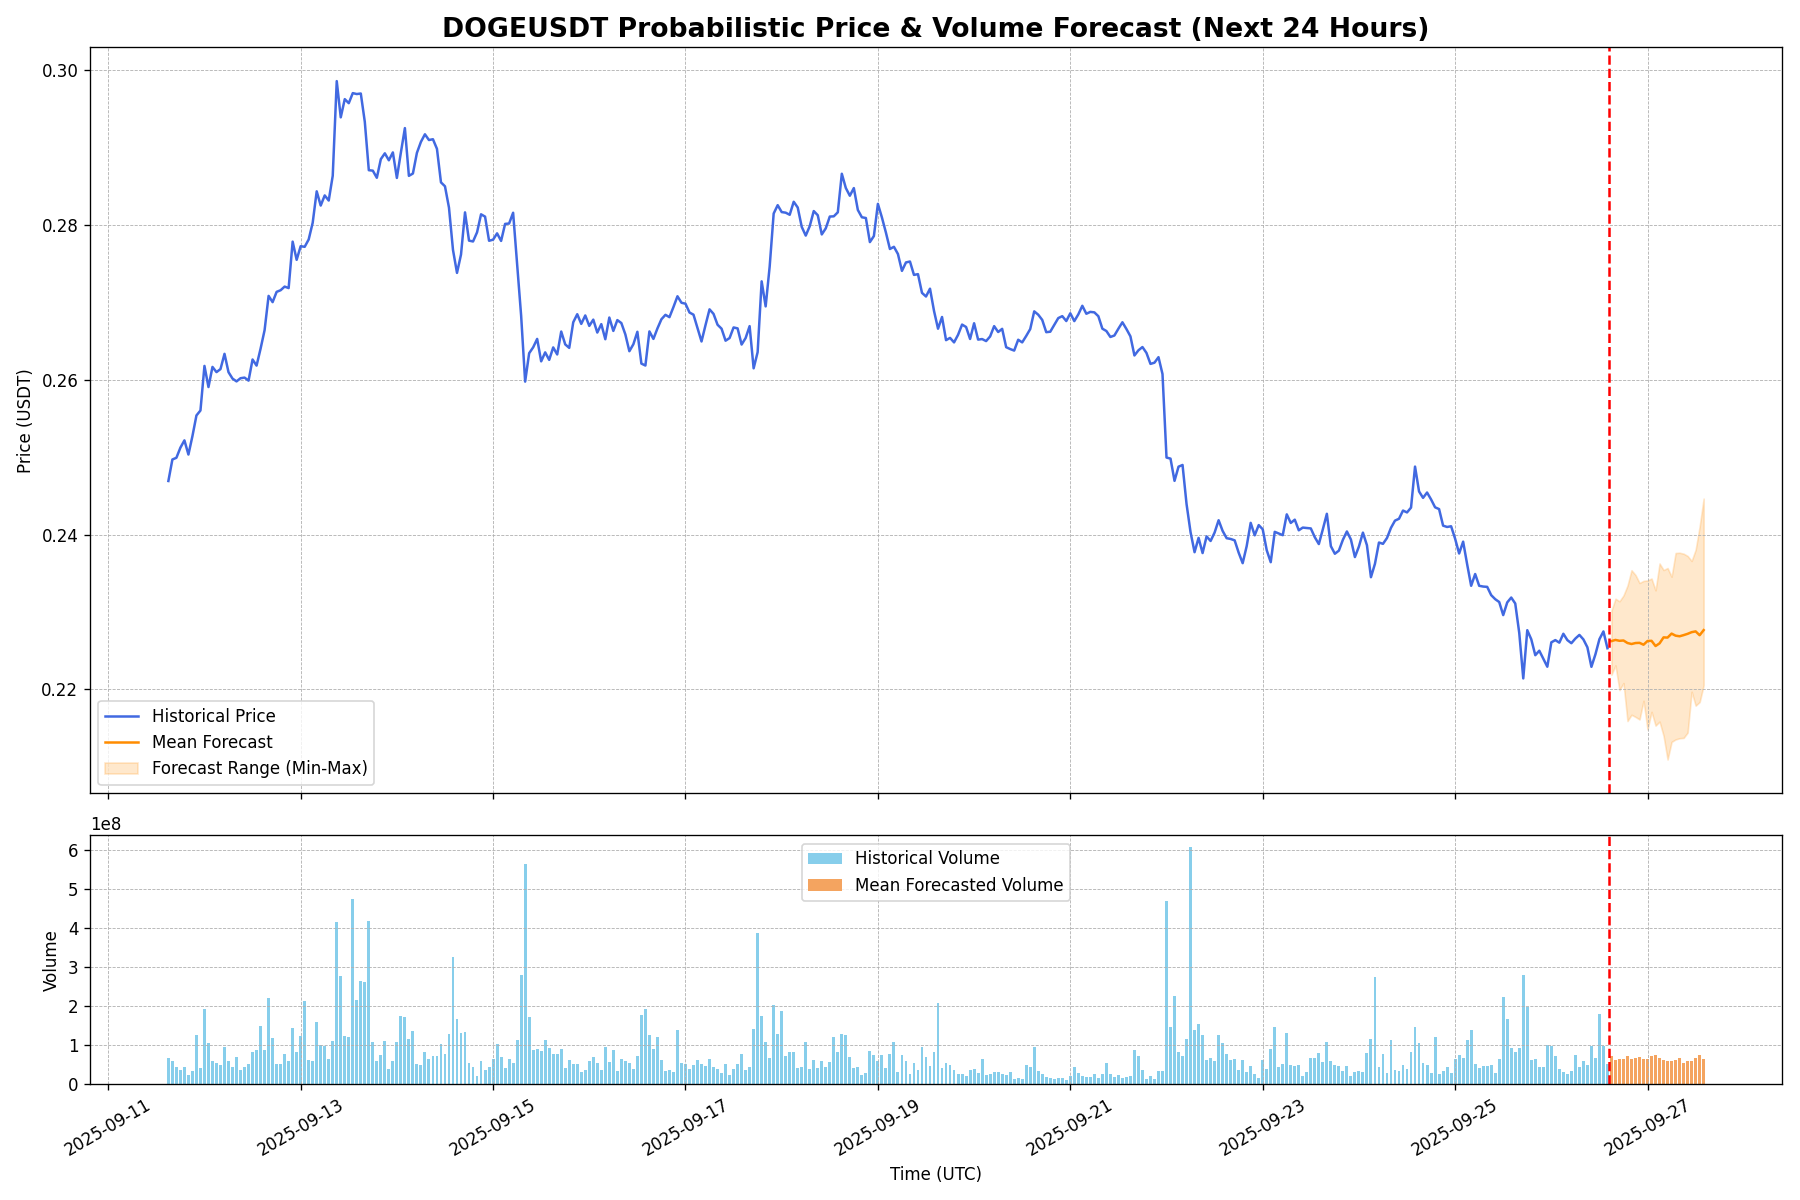 DOGEUSDT Probabilistic Price & Volume Forecast (Next 24 Hours)
Price (USDT)
0.30
0.28
0.26
0.24
0.22
Historical Price
Mean Forecast
Forecast Range (Min-Max)
1e8
Volume
6
5
4
3
2
1
0
Historical Volume
Mean Forecasted Volume
2025-09-11
2025-09-13
2025-09-15
2025-09-17
2025-09-19
2025-09-21
2025-09-23
2025-09-25
2025-09-27
Time (UTC)